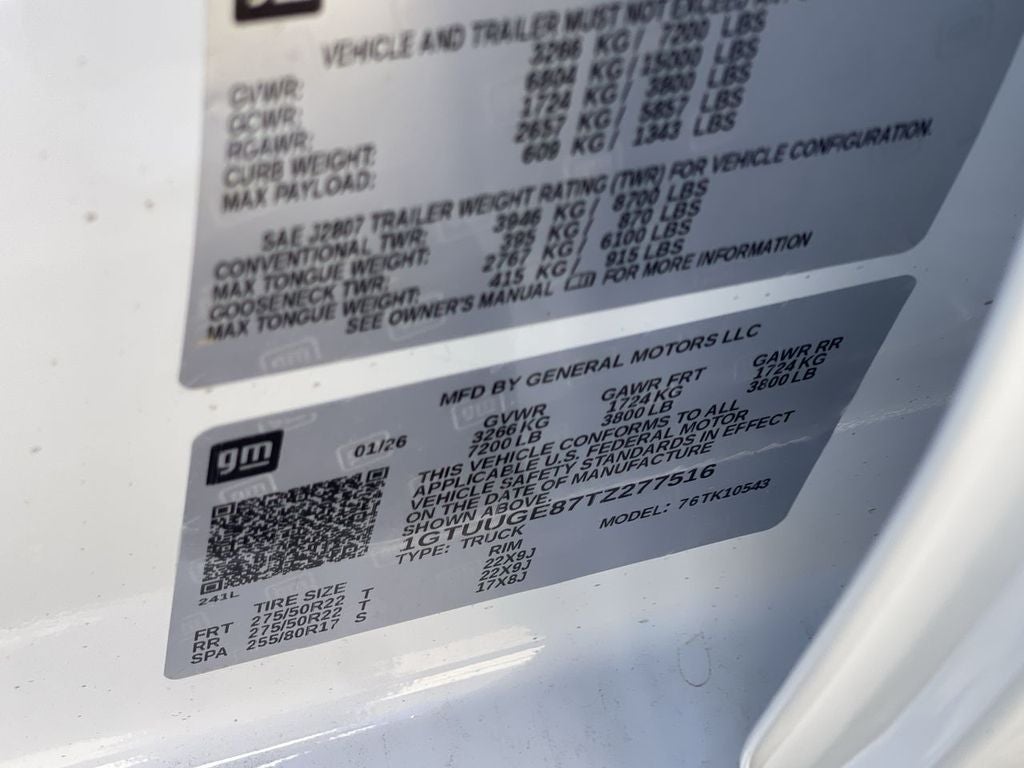 gm
VEHICLE AND TRAILER MUST NOT EXCEED ANY
GVWR: 3266 KG / 7200 LBS
GCWR: 6804 KG / 15000 LBS
RGAWR: 1724 KG / 3800 LBS
CURB WEIGHT: 2657 KG / 5857 LBS
MAX PAYLOAD: 609 KG / 1343 LBS
SAE J2807 TRAILER WEIGHT RATING (TWR) FOR VEHICLE CONFIGURATION.
CONVENTIONAL TWR: 3946 KG / 8700 LBS
MAX TONGUE WEIGHT: 395 KG / 870 LBS
GOOSENECK TWR: 2767 KG / 6100 LBS
MAX TONGUE WEIGHT: 415 KG / 915 LBS
SEE OWNER'S MANUAL FOR MORE INFORMATION
gm
MFD BY GENERAL MOTORS LLC
01/26 GVWR GAWR FRT GAWR RR
3266 KG 1724 KG 1724 KG
7200 LB 3800 LB 3800 LB
THIS VEHICLE CONFORMS TO ALL
APPLICABLE U.S. FEDERAL MOTOR
VEHICLE SAFETY STANDARDS IN EFFECT
ON THE DATE OF MANUFACTURE
SHOWN ABOVE.
1GTUUGE87TZ277516
TYPE: TRUCK MODEL: 76TK10543
241L
TIRE SIZE RIM
FRT 275/50R22 T 22X9J
RR 275/50R22 T 22X9J
SPA 255/80R17 S 17X8J